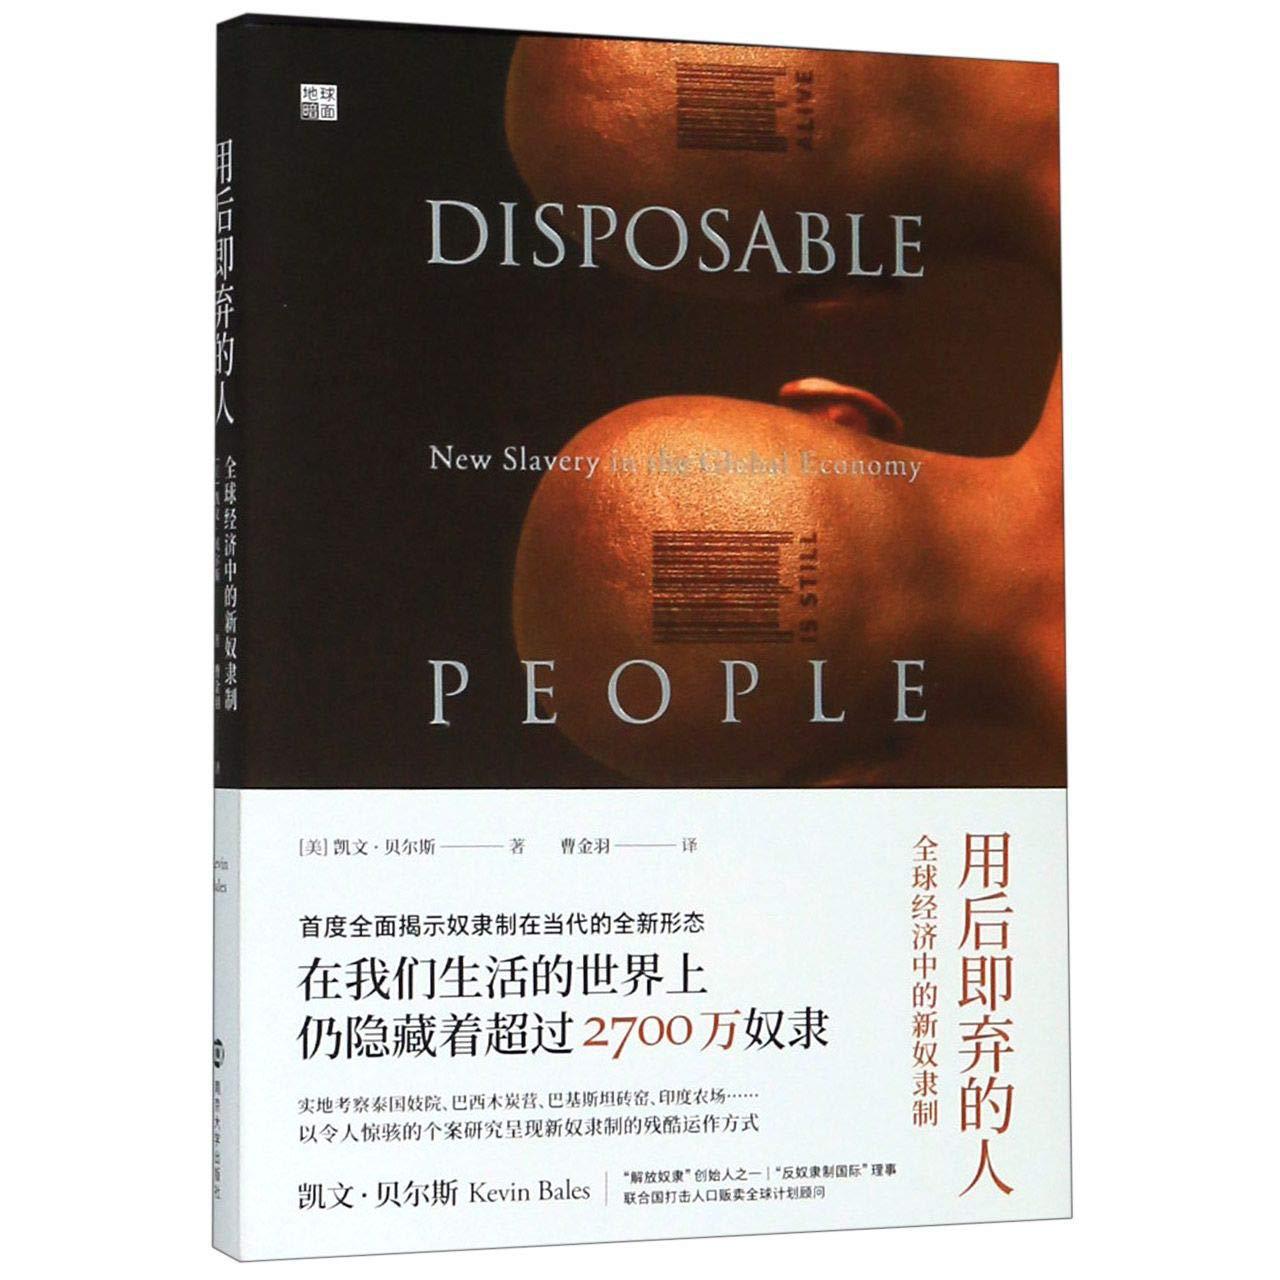 地球
暗面
ALIVE
DISPOSABLE
New Slavery in the Global Economy
IS STILL
PEOPLE
[美] 凯文·贝尔斯 —— 著 曹金羽 —— 译
首度全面揭示奴隶制在当代的全新形态
在我们生活的世界上
仍隐藏着超过2700万奴隶
实地考察泰国妓院、巴西木炭营、巴基斯坦砖窑、印度农场……
以令人惊骇的个案研究呈现新奴隶制的残酷运作方式
凯文·贝尔斯 Kevin Bales
“解放奴隶”创始人之一|“反奴隶制国际”理事
联合国打击人口贩卖全球计划顾问
用后即弃的人
全球经济中的新奴隶制
用后即弃的人
全球经济中的新奴隶制
Kevin
Bales
南京大学出版社